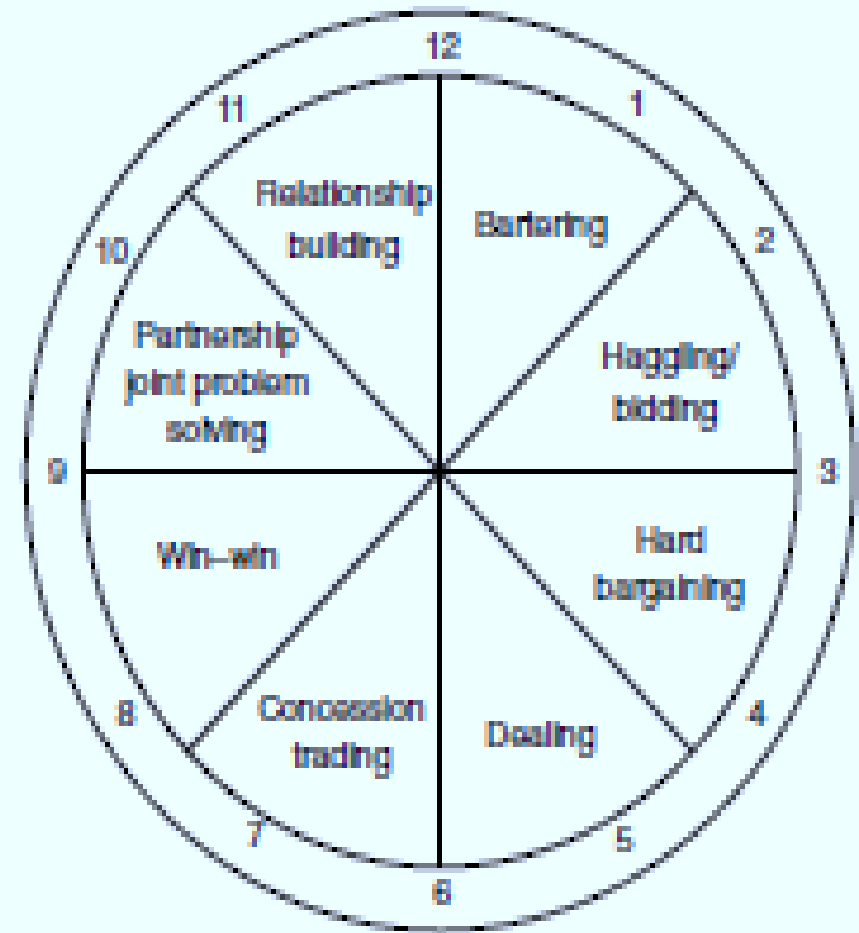 12
11
1
Relationship
building
Bartering
10
2
Partnership
joint problem
solving
Haggling/
bidding
9
3
Win–win
Hard
bargaining
8
4
Concession
trading
Dealing
7
5
6